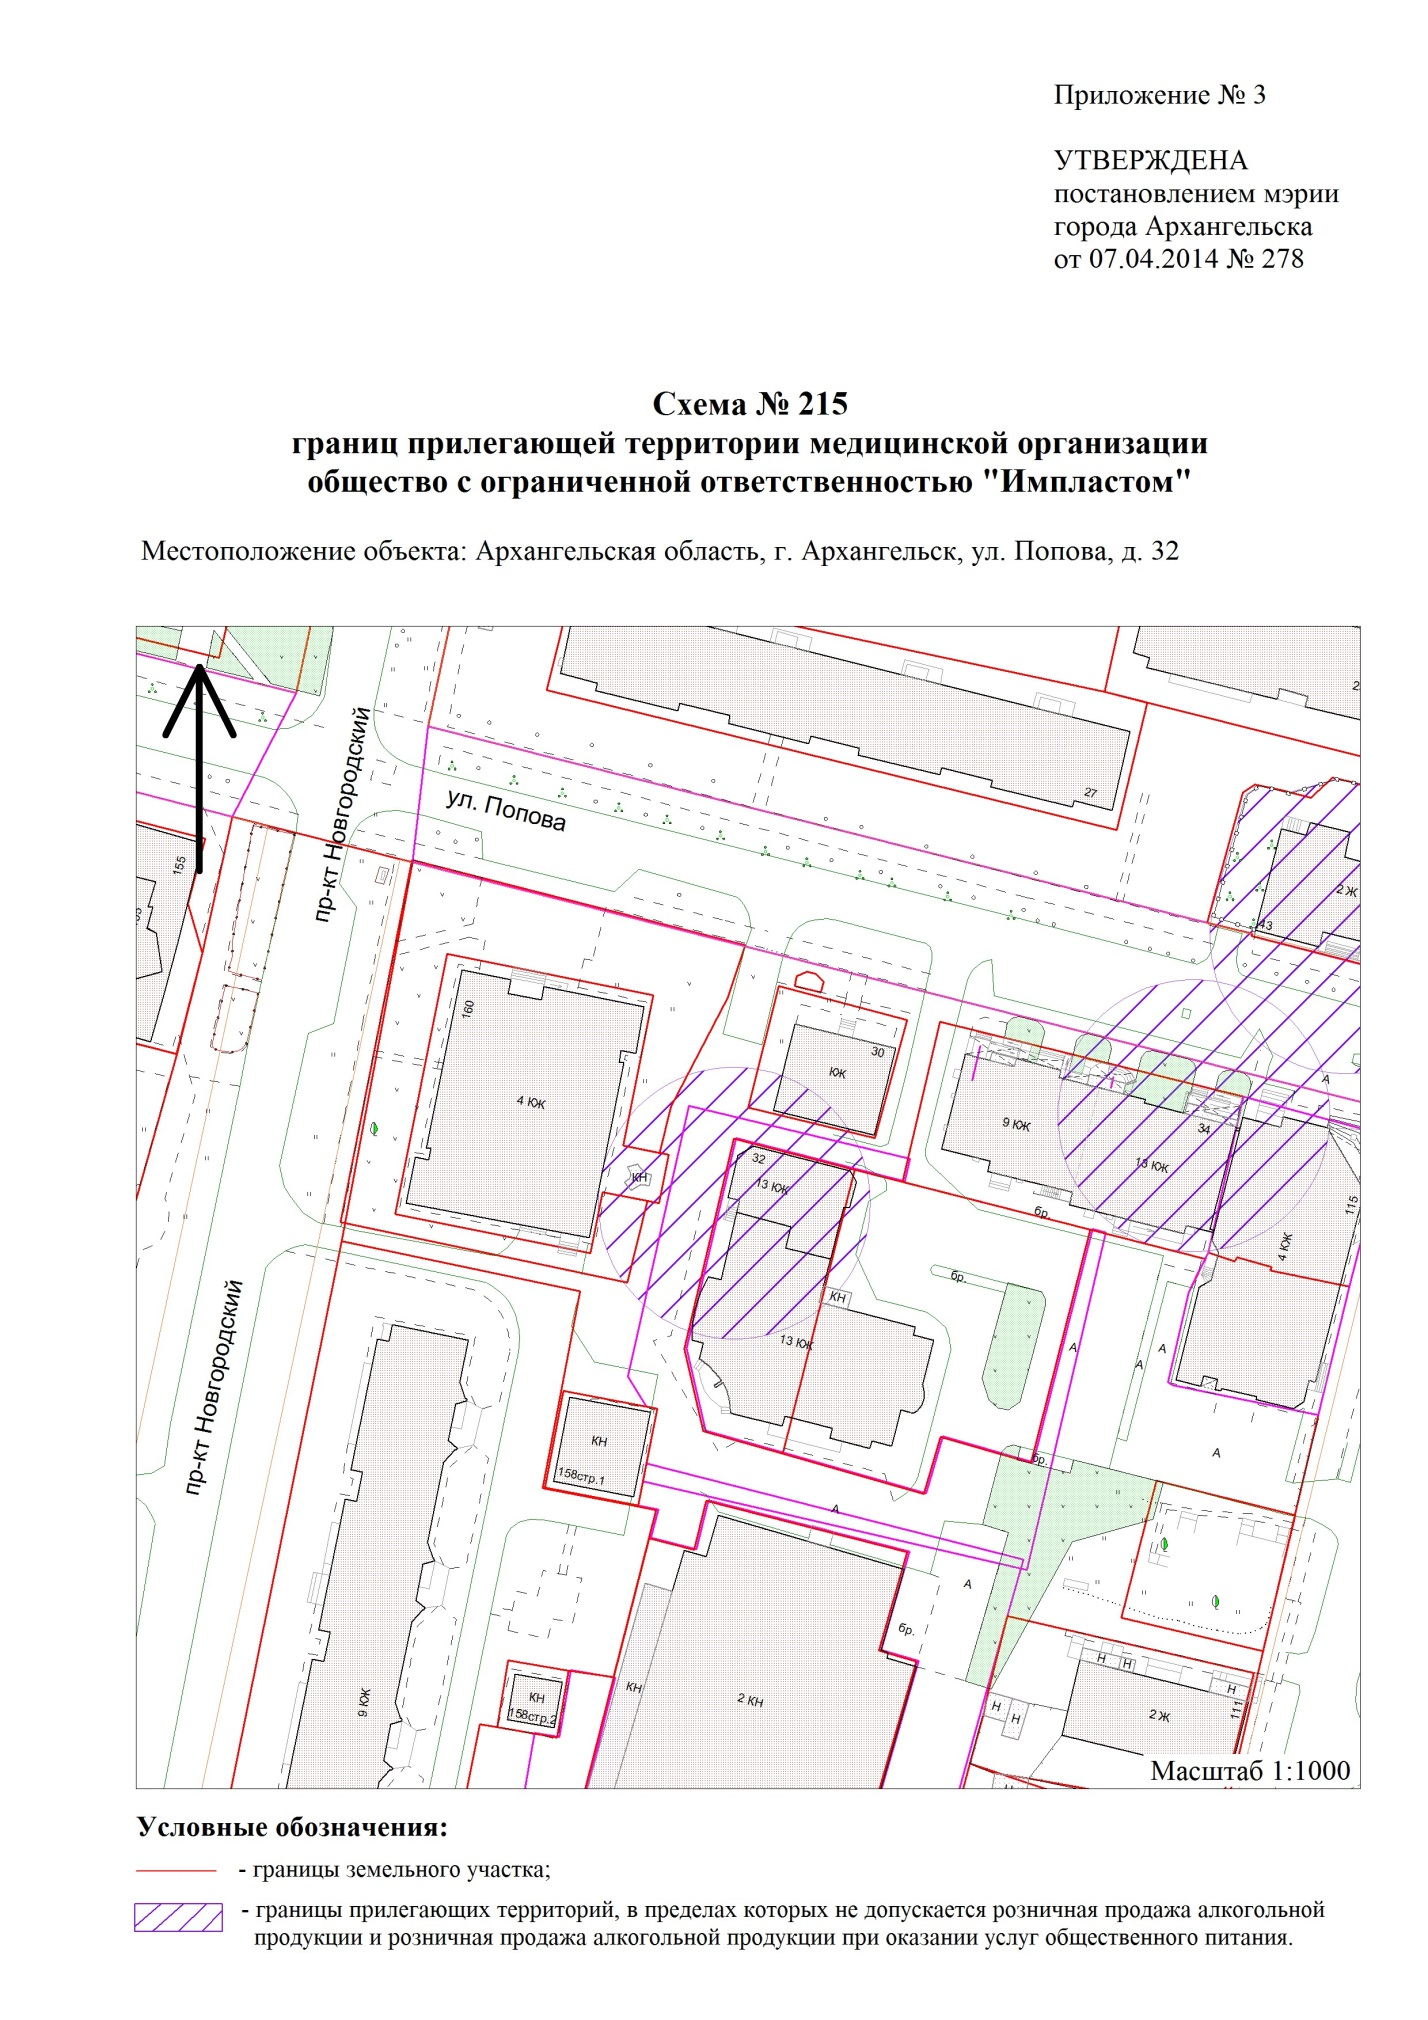 Приложение № 3
УТВЕРЖДЕНА
постановлением мэрии
города Архангельска
от 07.04.2014 № 278
Схема № 215
границ прилегающей территории медицинской организации
общество с ограниченной ответственностью "Импластом"
Местоположение объекта: Архангельская область, г. Архангельск, ул. Попова, д. 32
пр-кт Новгородский
ул. Попова
27
155
2 Ж
43
160
4 КЖ
30
КЖ
9 КЖ
34
13 КЖ
А
КН
32
13 КЖ
бр.
115
4 КЖ
бр.
КН
13 КЖ
А
А
А
пр-кт Новгородский
КН
158стр.1
А
бр.
А
А
бр.
9 КЖ
КН
158стр.2
КН
2 КН
Н
Н
Н
Н
Н
2 Ж
111
Масштаб 1:1000
Условные обозначения:
- границы земельного участка;
- границы прилегающих территорий, в пределах которых не допускается розничная продажа алкогольной
продукции и розничная продажа алкогольной продукции при оказании услуг общественного питания.